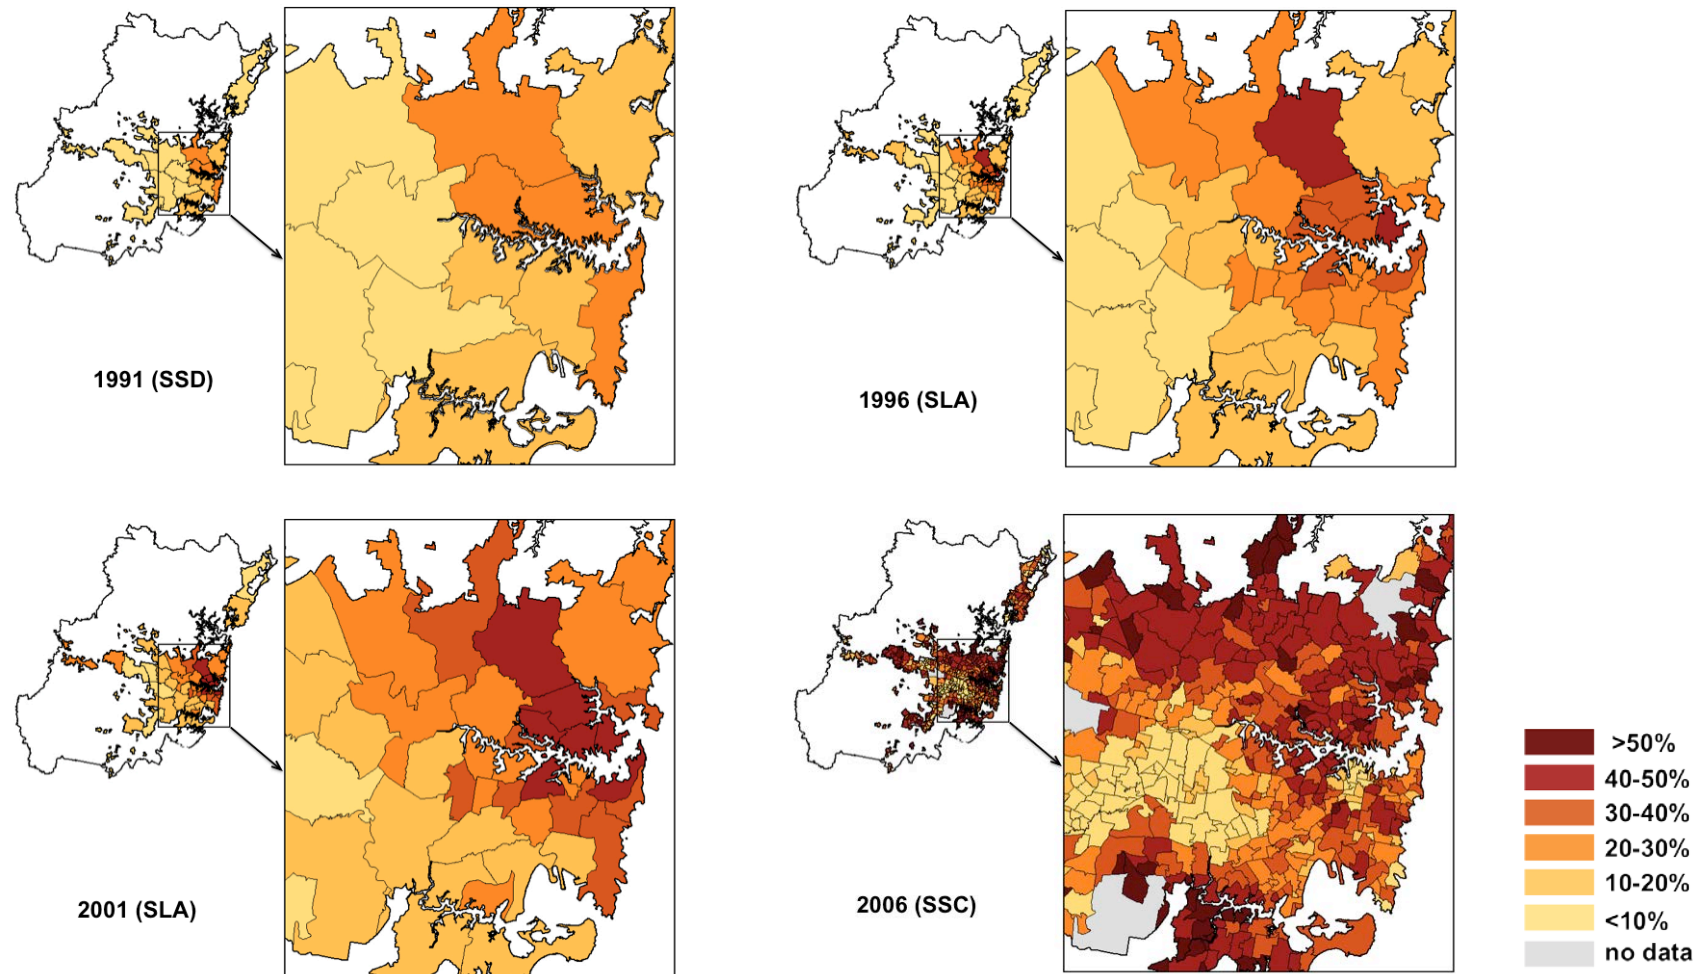 1991 (SSD)
1996 (SLA)
2001 (SLA)
2006 (SSC)
>50%
40-50%
30-40%
20-30%
10-20%
<10%
no data